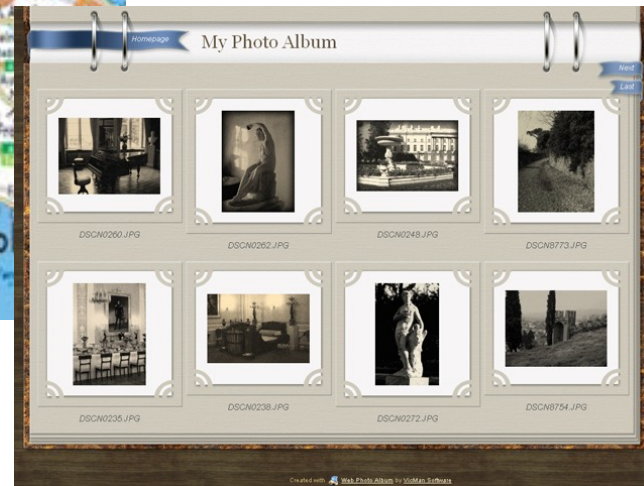 Homepage
My Photo Album
Next
Last
DSCN0260.JPG
DSCN0262.JPG
DSCN0248.JPG
DSCN8773.JPG
DSCN0235.JPG
DSCN0238.JPG
DSCN0272.JPG
DSCN8754.JPG
Created with Web Photo Album by VicMan Software